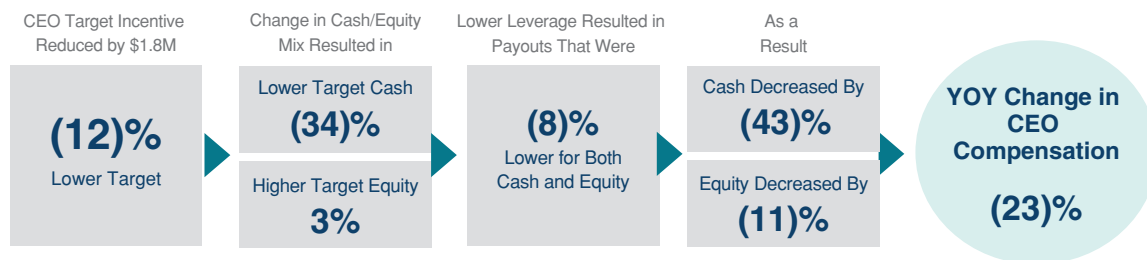 CEO Target Incentive
Reduced by $1.8M
(12)%
Lower Target
Change in Cash/Equity
Mix Resulted in
Lower Target Cash
(34)%
Higher Target Equity
3%
Lower Leverage Resulted in
Payouts That Were
(8)%
Lower for Both
Cash and Equity
As a
Result
Cash Decreased By
(43)%
Equity Decreased By
(11)%
YOY Change in
CEO
Compensation
(23)%